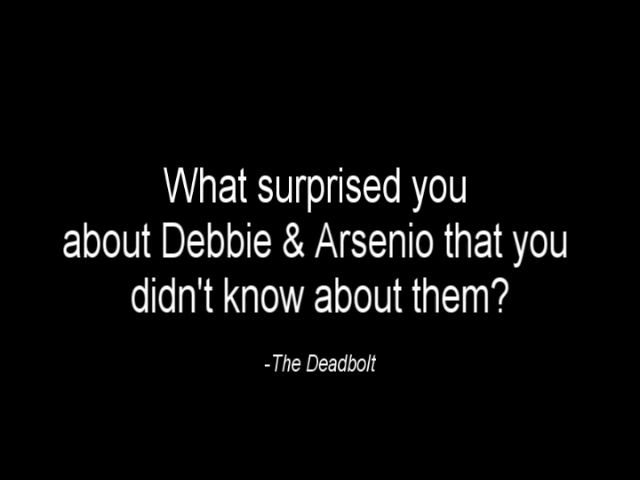 What surprised you
about Debbie & Arsenio that you
didn't know about them?
-The Deadbolt